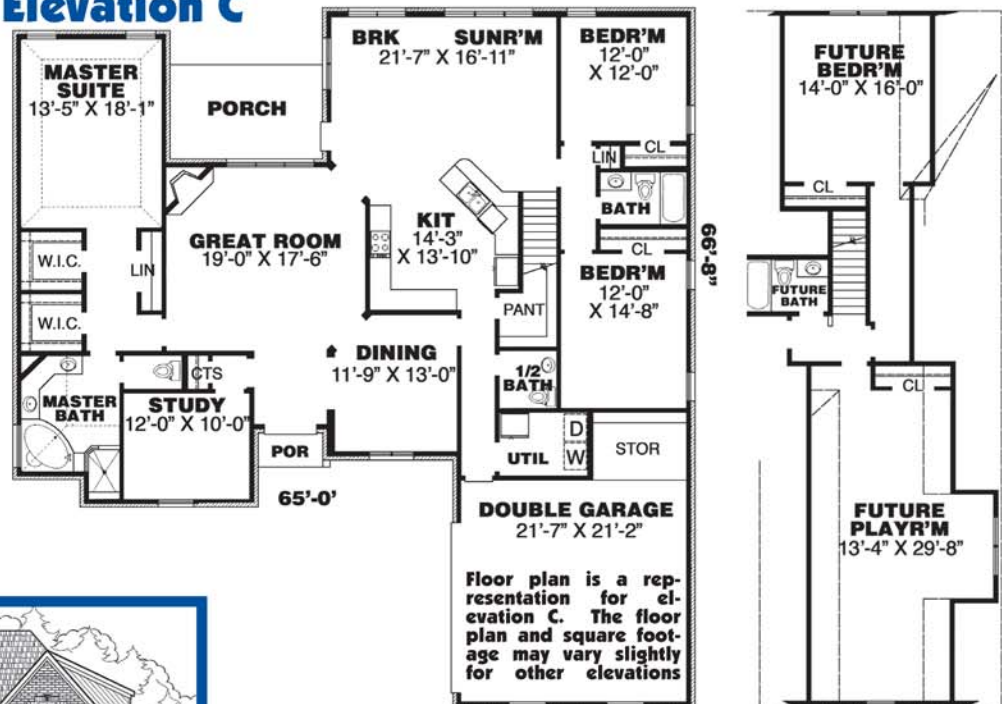 Elevation C
MASTER
SUITE
13'-5" X 18'-1"
PORCH
BRK SUNR'M
21'-7" X 16'-11"
BEDR'M
12'-0"
X 12'-0"
LIN
CL
BATH
CL
BEDR'M
12'-0"
X 14'-8"
KIT
14'-3"
X 13'-10"
GREAT ROOM
19'-0" X 17'-6"
W.I.C.
LIN
W.I.C.
PANT
DINING
11'-9" X 13'-0"
1/2
BATH
CTS
MASTER
BATH
STUDY
12'-0" X 10'-0"
POR
UTIL
D
W
STOR
65'-0'
66'-8"
DOUBLE GARAGE
21'-7" X 21'-2"
Floor plan is a rep-
resentation for el-
evation C. The floor
plan and square foot-
age may vary slightly
for other elevations
FUTURE
BEDR'M
14'-0" X 16'-0"
CL
FUTURE
BATH
CL
FUTURE
PLAYR'M
13'-4" X 29'-8"